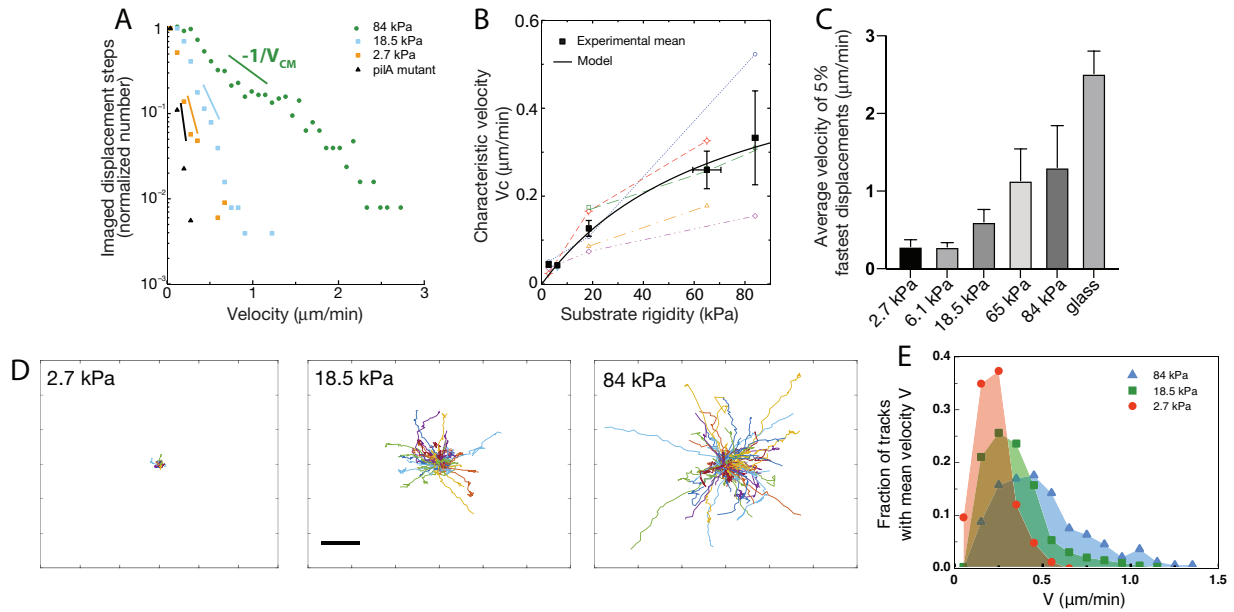 A
Imaged displacement steps
(normalized number)
1
10⁻¹
10⁻²
10⁻³
0
1
2
3
Velocity (μm/min)
84 kPa
18.5 kPa
2.7 kPa
pilA mutant
-1/V_CM
B
Characteristic velocity
Vc (μm/min)
0.6
0.4
0.2
0
0
20
40
60
80
Substrate rigidity (kPa)
Experimental mean
Model
C
Average velocity of 5%
fastest displacements (μm/min)
3
2
1
0
2.7 kPa
6.1 kPa
18.5 kPa
65 kPa
84 kPa
glass
D
2.7 kPa
18.5 kPa
84 kPa
E
Fraction of tracks
with mean velocity V
0.4
0.3
0.2
0.1
0.0
0
0.5
1.0
1.5
V (μm/min)
84 kPa
18.5 kPa
2.7 kPa